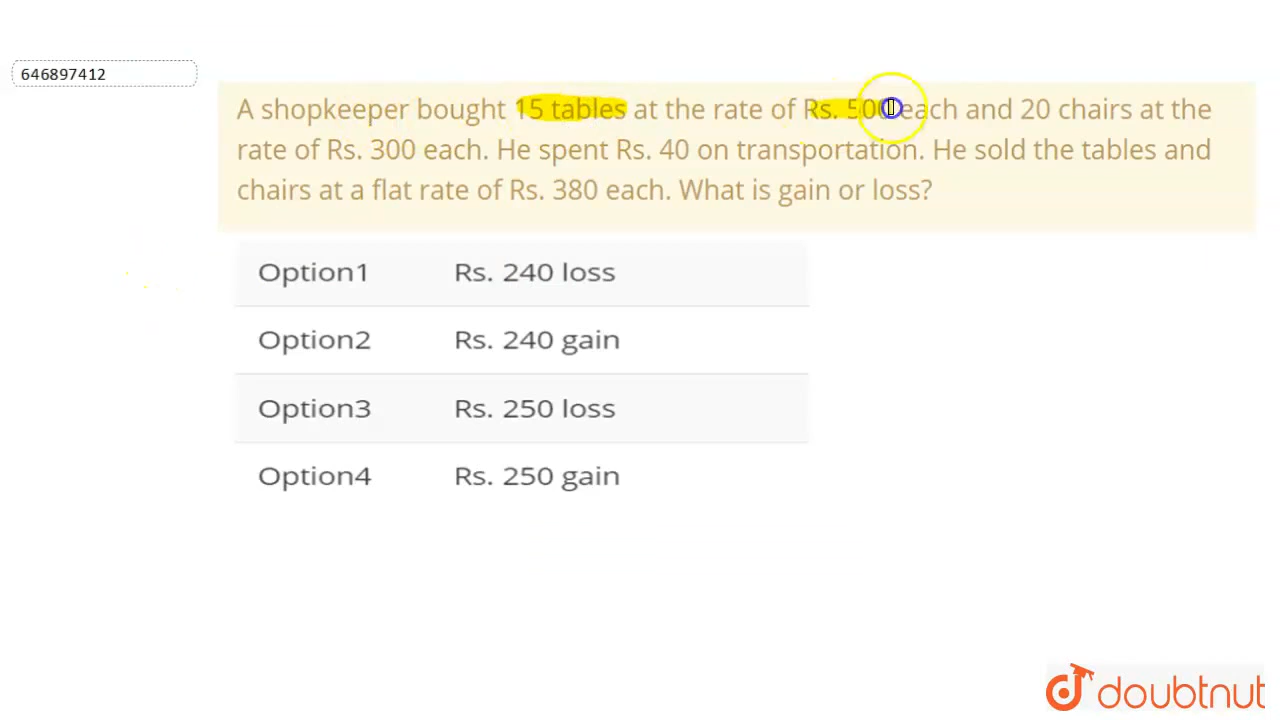 646897412
A shopkeeper bought 15 tables at the rate of Rs. 500 each and 20 chairs at the
rate of Rs. 300 each. He spent Rs. 40 on transportation. He sold the tables and
chairs at a flat rate of Rs. 380 each. What is gain or loss?
Option1 Rs. 240 loss
Option2 Rs. 240 gain
Option3 Rs. 250 loss
Option4 Rs. 250 gain
doubtnut